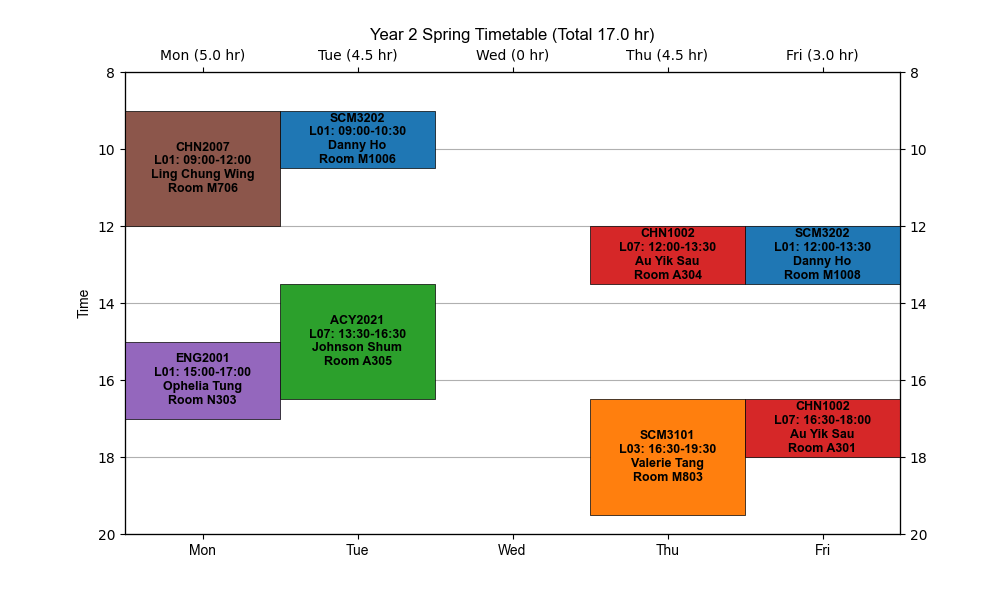 Year 2 Spring Timetable (Total 17.0 hr)
Mon (5.0 hr) Tue (4.5 hr) Wed (0 hr) Thu (4.5 hr) Fri (3.0 hr)
8 8
CHN2007
L01: 09:00-12:00
Ling Chung Wing
Room M706
SCM3202
L01: 09:00-10:30
Danny Ho
Room M1006
10 10
12 12
CHN1002
L07: 12:00-13:30
Au Yik Sau
Room A304
SCM3202
L01: 12:00-13:30
Danny Ho
Room M1008
Time
14 14
ACY2021
L07: 13:30-16:30
Johnson Shum
Room A305
ENG2001
L01: 15:00-17:00
Ophelia Tung
Room N303
16 16
SCM3101
L03: 16:30-19:30
Valerie Tang
Room M803
CHN1002
L07: 16:30-18:00
Au Yik Sau
Room A301
18 18
20 20
Mon Tue Wed Thu Fri